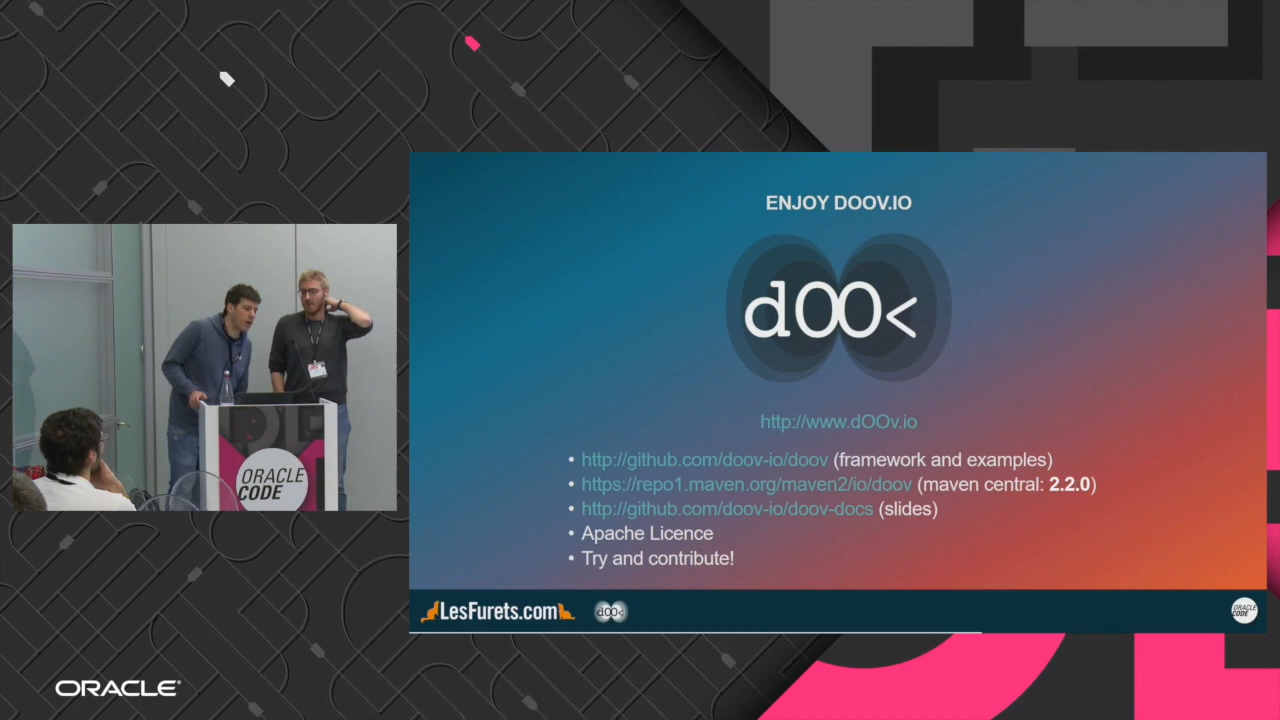 ENJOY DOOV.IO
dOO<
http://www.dOOv.io
• http://github.com/doov-io/doov (framework and examples)
• https://repo1.maven.org/maven2/io/doov (maven central: 2.2.0)
• http://github.com/doov-io/doov-docs (slides)
• Apache Licence
• Try and contribute!
ORACLE
CODE
LesFurets.com
dOO<
ORACLE
CODE
ORACLE